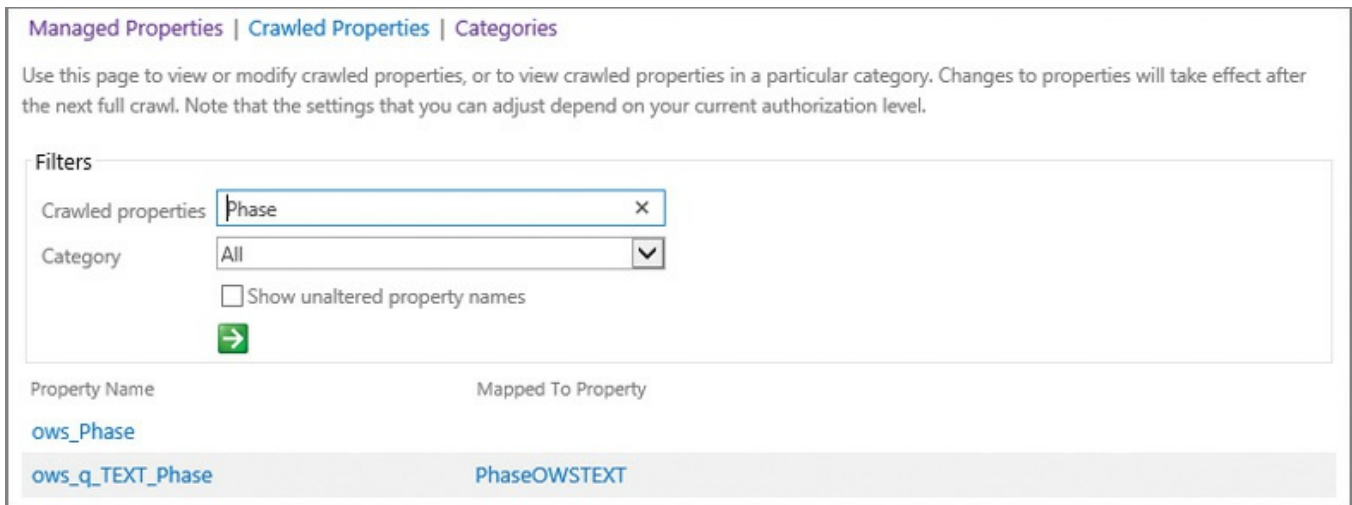 Managed Properties | Crawled Properties | Categories
Use this page to view or modify crawled properties, or to view crawled properties in a particular category. Changes to properties will take effect after
the next full crawl. Note that the settings that you can adjust depend on your current authorization level.
Filters
Crawled properties Phase ×
Category All
Show unaltered property names
Property Name Mapped To Property
ows_Phase
ows_q_TEXT_Phase PhaseOWSTEXT